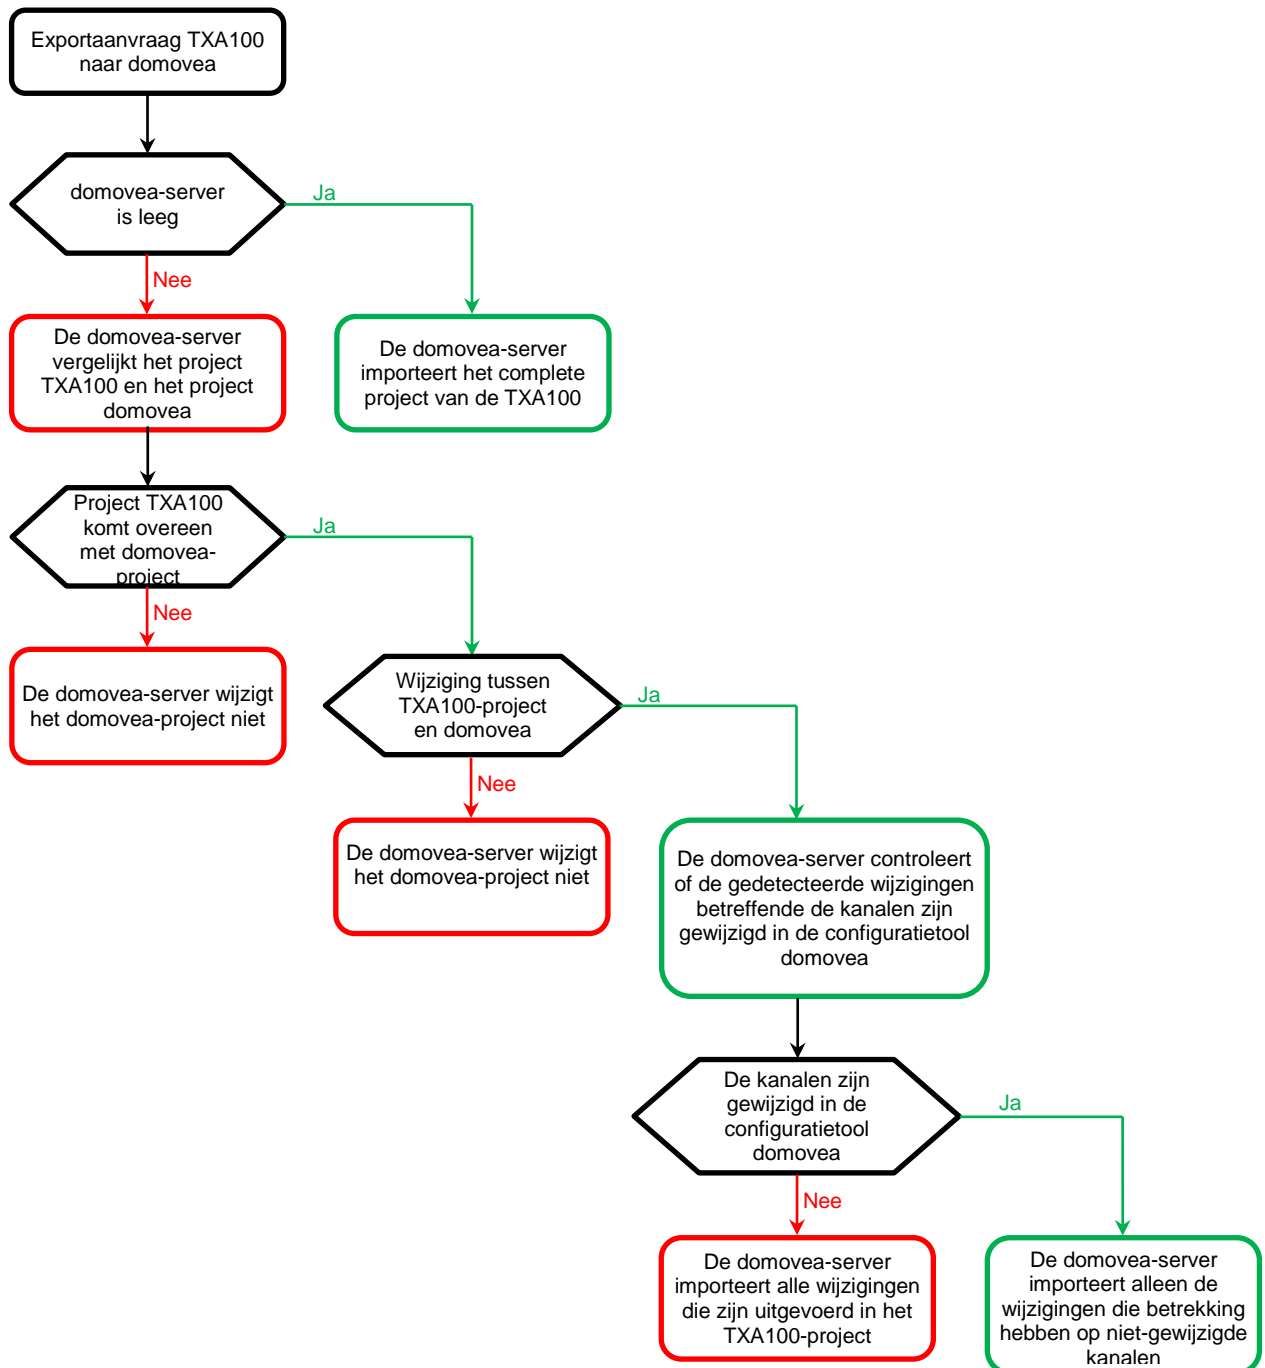 Exportaanvraag TXA100
naar domovea
domovea-server
is leeg
Ja
Nee
De domovea-server
vergelijkt het project
TXA100 en het project
domovea
De domovea-server
importeert het complete
project van de TXA100
Project TXA100
komt overeen
met domovea-
project
Ja
Nee
De domovea-server wijzigt
het domovea-project niet
Wijziging tussen
TXA100-project
en domovea
Ja
Nee
De domovea-server wijzigt
het domovea-project niet
De domovea-server controleert
of de gedetecteerde wijzigingen
betreffende de kanalen zijn
gewijzigd in de configuratietool
domovea
De kanalen zijn
gewijzigd in de
configuratietool
domovea
Ja
Nee
De domovea-server
importeert alle wijzigingen
die zijn uitgevoerd in het
TXA100-project
De domovea-server
importeert alleen de
wijzigingen die betrekking
hebben op niet-gewijzigde
kanalen